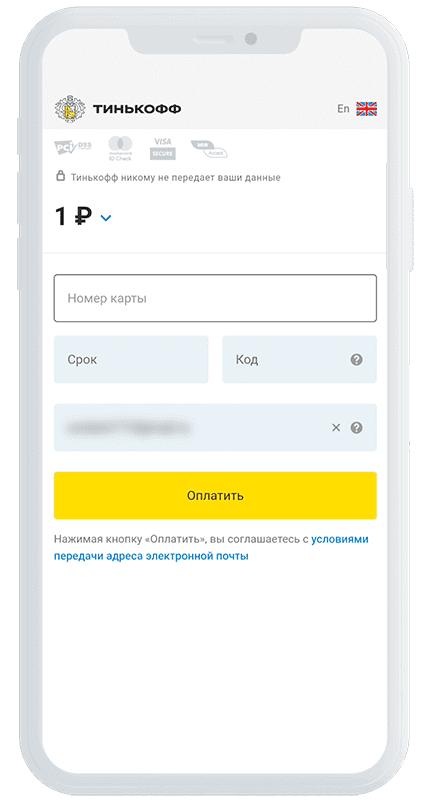 ТИНЬКОФФ
En
PCI DSS
mastercard
ID Check
VISA
SECURE
MIR
Accept
Тинькофф никому не передает ваши данные
1 ₽
Номер карты
Срок
Код
Оплатить
Нажимая кнопку «Оплатить», вы соглашаетесь с условиями
передачи адреса электронной почты